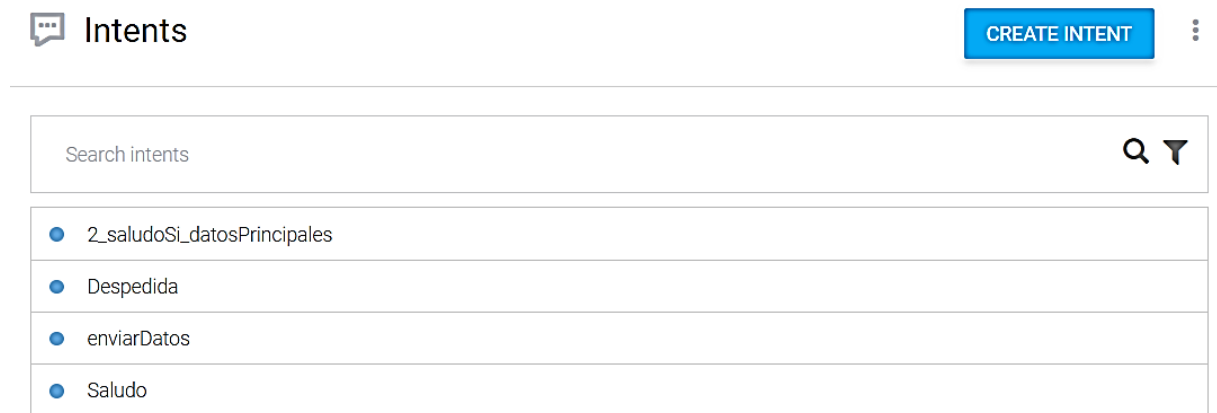 Intents
CREATE INTENT
Search intents
2_saludoSi_datosPrincipales
Despedida
enviarDatos
Saludo